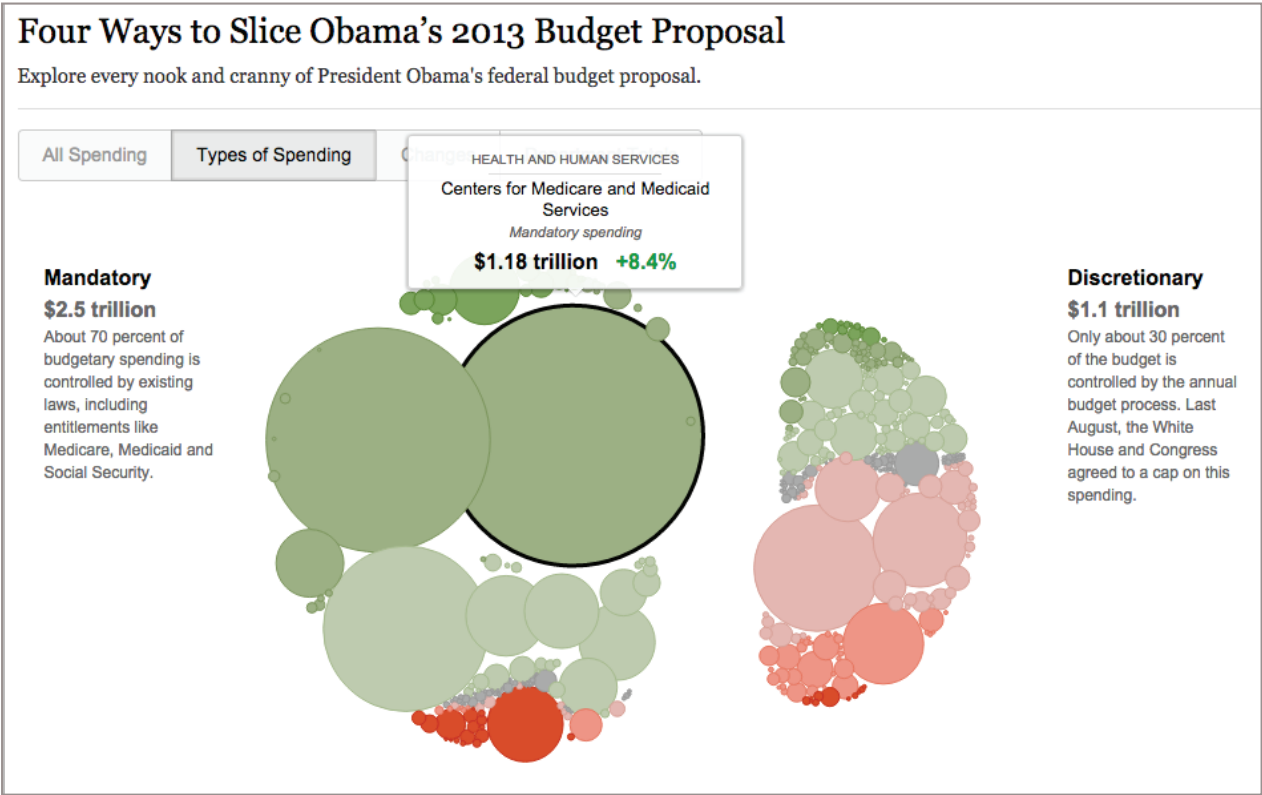 Four Ways to Slice Obama’s 2013 Budget Proposal
Explore every nook and cranny of President Obama's federal budget proposal.
All Spending
Types of Spending
Changes
HEALTH AND HUMAN SERVICES
Centers for Medicare and Medicaid
Services
Mandatory spending
$1.18 trillion +8.4%
Mandatory
$2.5 trillion
About 70 percent of
budgetary spending is
controlled by existing
laws, including
entitlements like
Medicare, Medicaid and
Social Security.
Discretionary
$1.1 trillion
Only about 30 percent
of the budget is
controlled by the annual
budget process. Last
August, the White
House and Congress
agreed to a cap on this
spending.